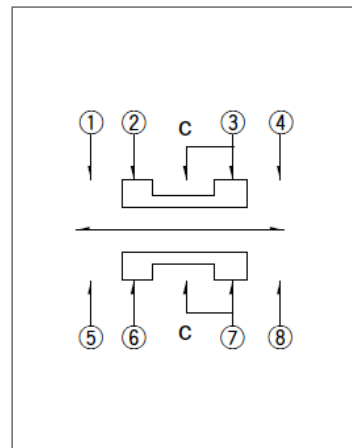 ① ② C ③ ④
⑤ ⑥ C ⑦ ⑧